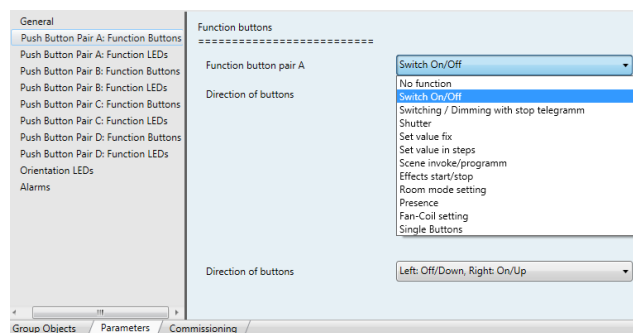 General
Push Button Pair A: Function Buttons
Push Button Pair A: Function LEDs
Push Button Pair B: Function Buttons
Push Button Pair B: Function LEDs
Push Button Pair C: Function Buttons
Push Button Pair C: Function LEDs
Push Button Pair D: Function Buttons
Push Button Pair D: Function LEDs
Orientation LEDs
Alarms
Function buttons
==========================
Function button pair A
Switch On/Off
Direction of buttons
No function
Switch On/Off
Switching / Dimming with stop telegramm
Shutter
Set value fix
Set value in steps
Scene invoke/programm
Effects start/stop
Room mode setting
Presence
Fan-Coil setting
Single Buttons
Direction of buttons
Left: Off/Down, Right: On/Up
Group Objects
Parameters
Commissioning